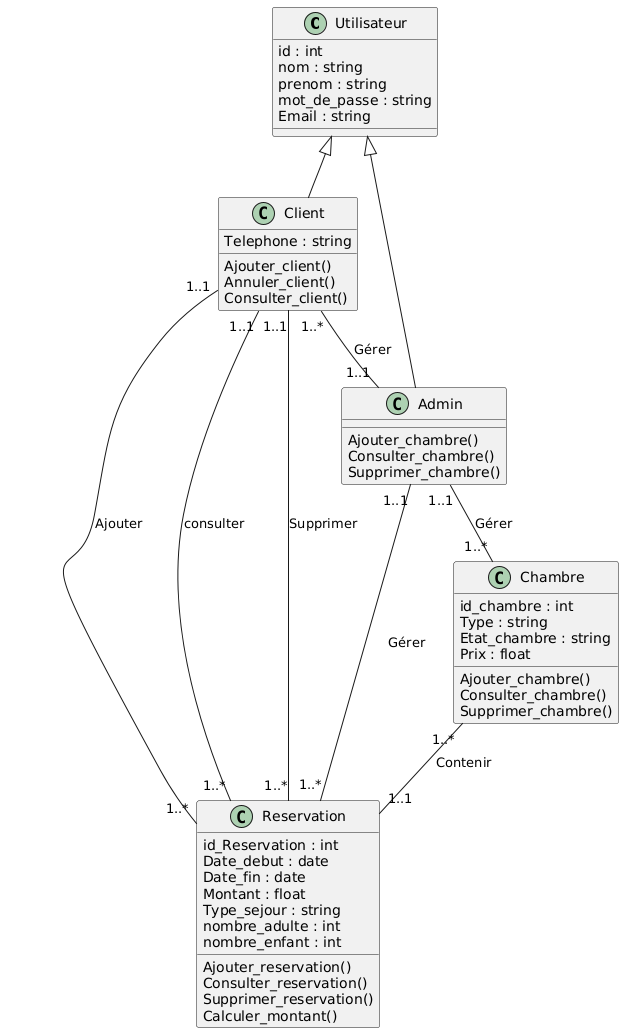 C Utilisateur
id : int
nom : string
prenom : string
mot_de_passe : string
Email : string
C Client
Telephone : string
Ajouter_client()
Annuler_client()
Consulter_client()
1..1
1..1
1..1
1..*
Gérer
1..1
C Admin
Ajouter_chambre()
Consulter_chambre()
Supprimer_chambre()
1..1
1..1
Ajouter
consulter
Supprimer
Gérer
1..*
C Chambre
id_chambre : int
Type : string
Etat_chambre : string
Prix : float
Ajouter_chambre()
Consulter_chambre()
Supprimer_chambre()
Gérer
1..*
Contenir
1..*
1..*
1..*
1..*
1..1
C Reservation
id_Reservation : int
Date_debut : date
Date_fin : date
Montant : float
Type_sejour : string
nombre_adulte : int
nombre_enfant : int
Ajouter_reservation()
Consulter_reservation()
Supprimer_reservation()
Calculer_montant()